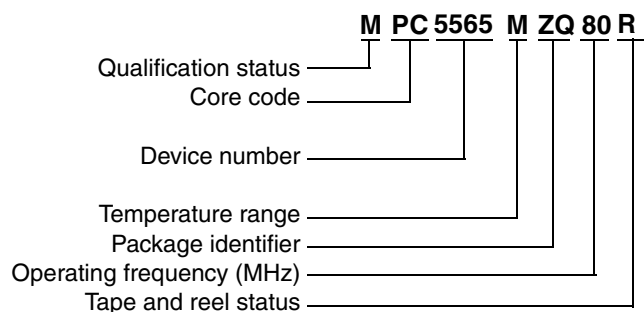 M PC 5565 M ZQ 80 R
Qualification status
Core code
Device number
Temperature range
Package identifier
Operating frequency (MHz)
Tape and reel status